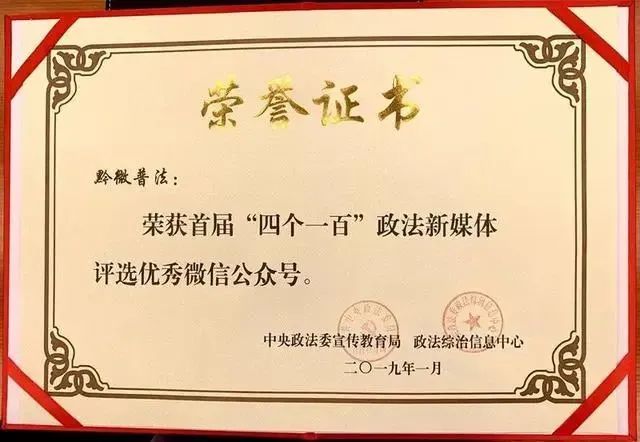 荣誉证书
黔微普法：
荣获首届“四个一百”政法新媒体
评选优秀微信公众号。
中央政法委宣传教育局 政法综治信息中心
二〇一九年一月